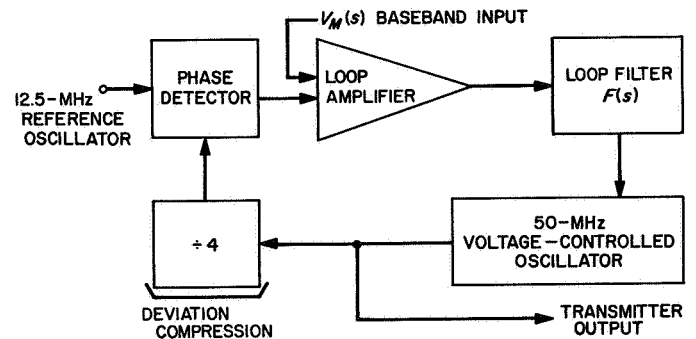 V_M(s) BASEBAND INPUT
PHASE
DETECTOR
LOOP
AMPLIFIER
LOOP FILTER
F(s)
12.5-MHz
REFERENCE
OSCILLATOR
÷4
50-MHz
VOLTAGE-CONTROLLED
OSCILLATOR
DEVIATION
COMPRESSION
TRANSMITTER
OUTPUT